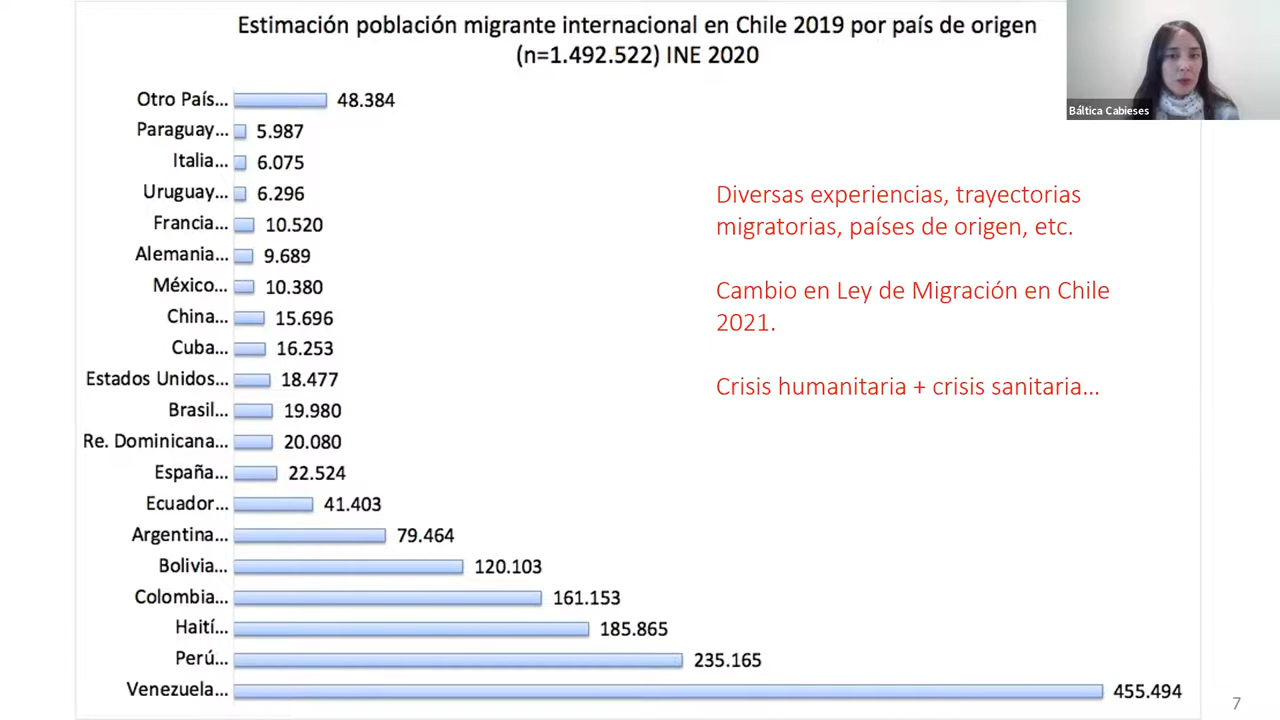 Estimación población migrante internacional en Chile 2019 por país de origen
(n=1.492.522) INE 2020
Báltica Cabieses
Otro País... 48.384
Paraguay... 5.987
Italia... 6.075
Uruguay... 6.296
Francia... 10.520
Alemania... 9.689
México... 10.380
China... 15.696
Cuba... 16.253
Estados Unidos... 18.477
Brasil... 19.980
Re. Dominicana... 20.080
España... 22.524
Ecuador... 41.403
Argentina... 79.464
Bolivia... 120.103
Colombia... 161.153
Haití... 185.865
Perú... 235.165
Venezuela... 455.494
Diversas experiencias, trayectorias
migratorias, países de origen, etc.
Cambio en Ley de Migración en Chile
2021.
Crisis humanitaria + crisis sanitaria...
7